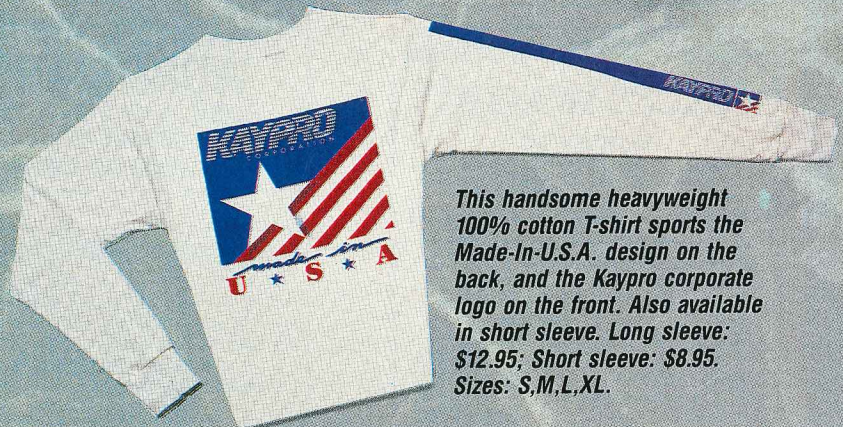 KAYPRO
KAYPRO
CORPORATION
made in
U ★ S ★ A
This handsome heavyweight
100% cotton T-shirt sports the
Made-In-U.S.A. design on the
back, and the Kaypro corporate
logo on the front. Also available
in short sleeve. Long sleeve:
$12.95; Short sleeve: $8.95.
Sizes: S,M,L,XL.